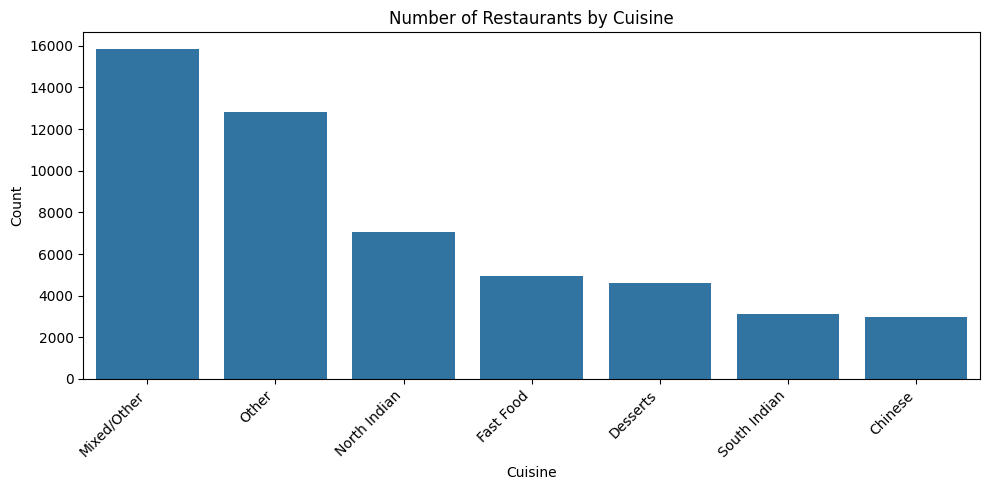 Number of Restaurants by Cuisine
16000
14000
12000
10000
8000
6000
4000
2000
0
Count
Mixed/Other
Other
North Indian
Fast Food
Desserts
South Indian
Chinese
Cuisine